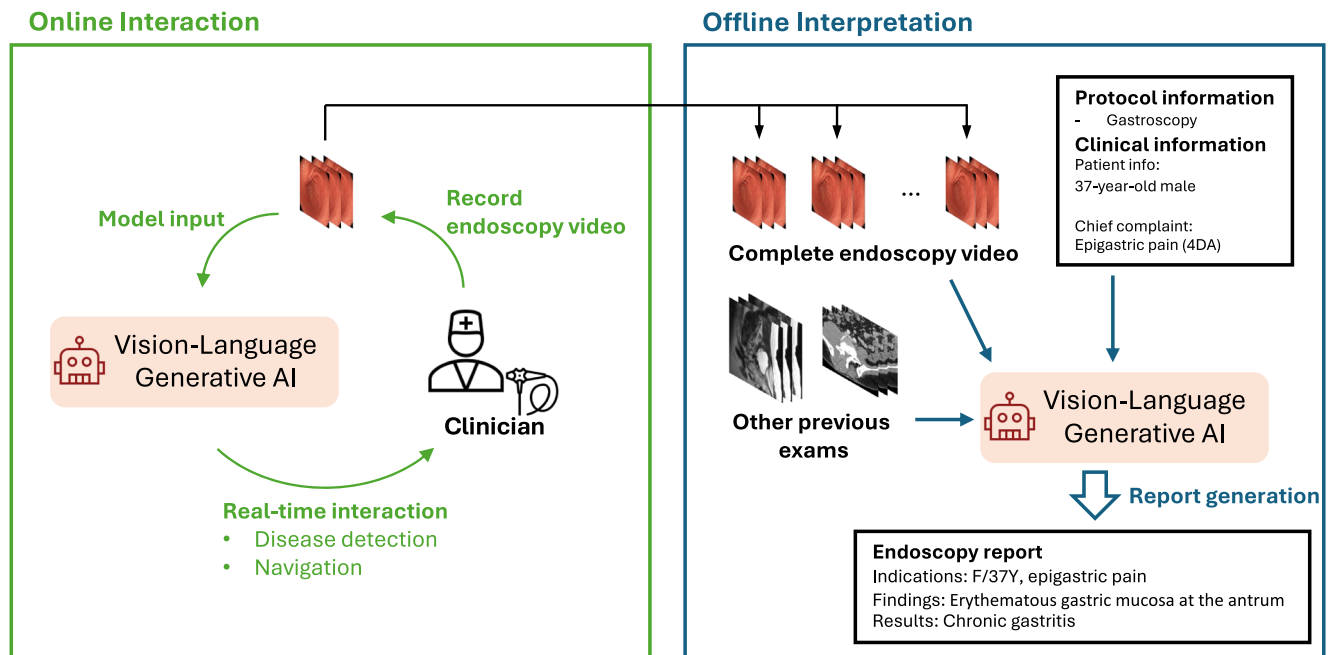 Online Interaction
Model input
Record
endoscopy video
Vision-Language
Generative AI
Clinician
Real-time interaction
• Disease detection
• Navigation
Offline Interpretation
Protocol information
- Gastroscopy
Clinical information
Patient info:
37-year-old male
Chief complaint:
Epigastric pain (4DA)
...
Complete endoscopy video
Other previous
exams
Vision-Language
Generative AI
Report generation
Endoscopy report
Indications: F/37Y, epigastric pain
Findings: Erythematous gastric mucosa at the antrum
Results: Chronic gastritis